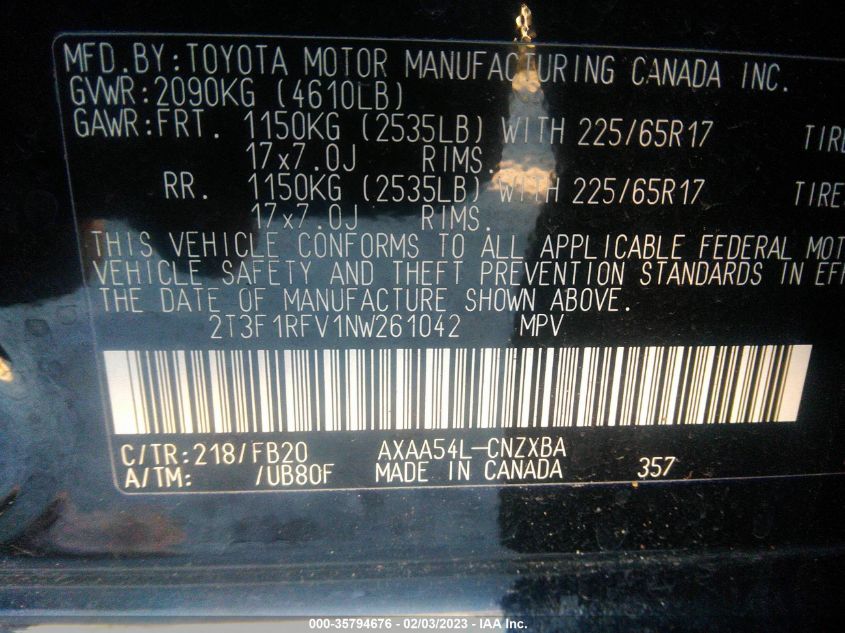 MFD.BY:TOYOTA MOTOR MANUFACTURING CANADA INC.
GVWR:2090KG (4610LB)
GAWR:FRT. 1150KG (2535LB) WITH 225/65R17 TIRE
17x7.0J RIMS
RR. 1150KG (2535LB) WITH 225/65R17 TIRE
17x7.0J RIMS.
THIS VEHICLE CONFORMS TO ALL APPLICABLE FEDERAL MOT
VEHICLE SAFETY AND THEFT PREVENTION STANDARDS IN EFF
THE DATE OF MANUFACTURE SHOWN ABOVE.
2T3F1RFV1NW261042 MPV
C/TR:218/FB20 AXAA54L-CNZXBA
A/TM: /UB80F MADE IN CANADA 357
000-35794676 - 02/03/2023 - IAA Inc.